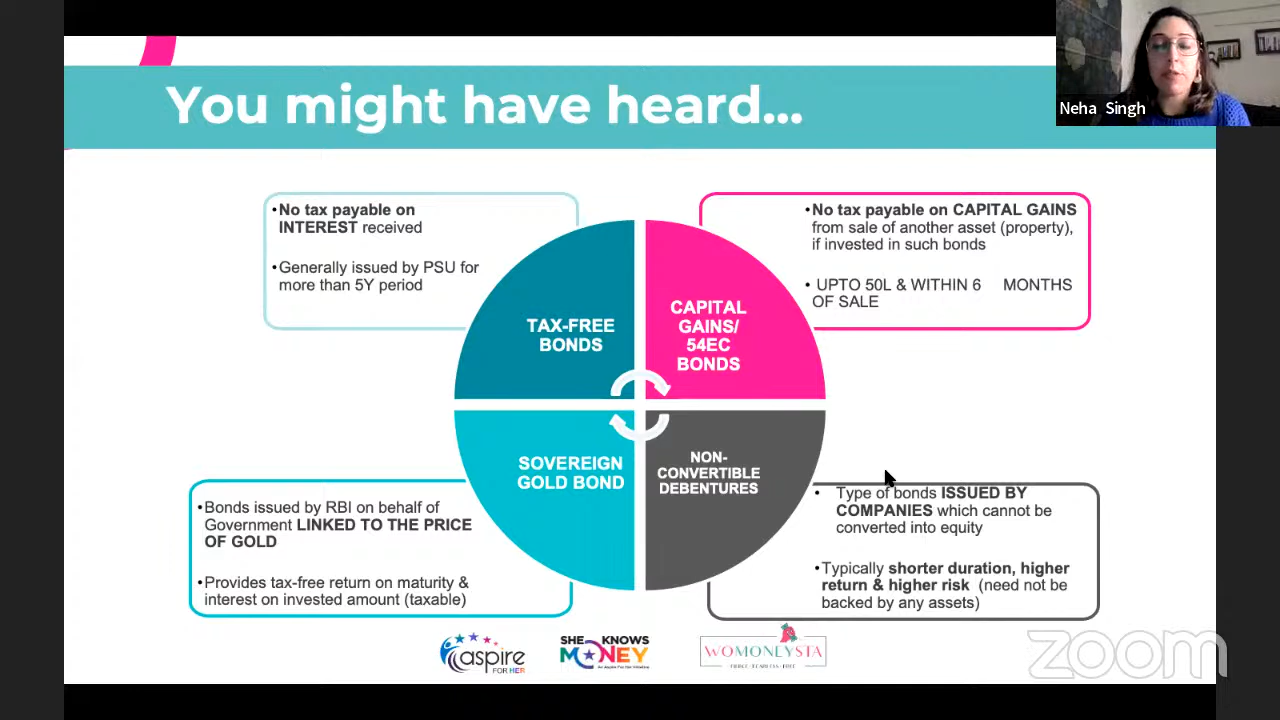 You might have heard...
Neha Singh
•No tax payable on
INTEREST received
•Generally issued by PSU for
more than 5Y period
•No tax payable on CAPITAL GAINS
from sale of another asset (property),
if invested in such bonds
• UPTO 50L & WITHIN 6 MONTHS
OF SALE
TAX-FREE
BONDS
CAPITAL
GAINS/
54EC
BONDS
SOVEREIGN
GOLD BOND
NON-
CONVERTIBLE
DEBENTURES
•Bonds issued by RBI on behalf of
Government LINKED TO THE PRICE
OF GOLD
•Provides tax-free return on maturity &
interest on invested amount (taxable)
• Type of bonds ISSUED BY
COMPANIES which cannot be
converted into equity
•Typically shorter duration, higher
return & higher risk (need not be
backed by any assets)
aspire
FOR HER
SHE KNOWS
MONEY
WOMONEYSTA
zoom